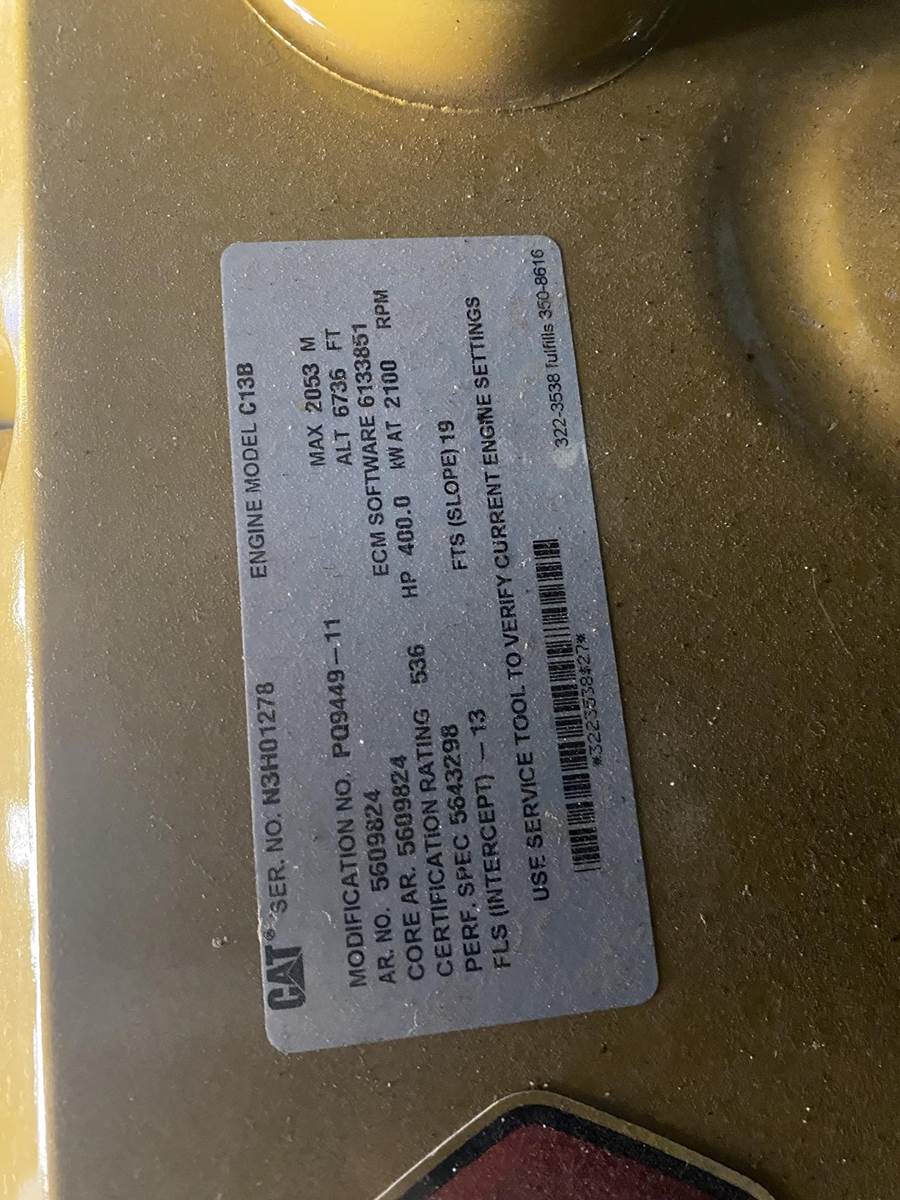 CAT® SER. NO. N3H01278 ENGINE MODEL C13B
MODIFICATION NO. PQ9449-11 MAX 2053 M
AR. NO. 5609824 ALT 6736 FT
CORE AR. 5609824 ECM SOFTWARE 6133851
CERTIFICATION RATING 536 HP 400.0 kW AT 2100 RPM
PERF. SPEC 5643298
FLS (INTERCEPT) -13 FTS (SLOPE) 19
USE SERVICE TOOL TO VERIFY CURRENT ENGINE SETTINGS
*3223538$27*
322-3538 fulfills 350-8616